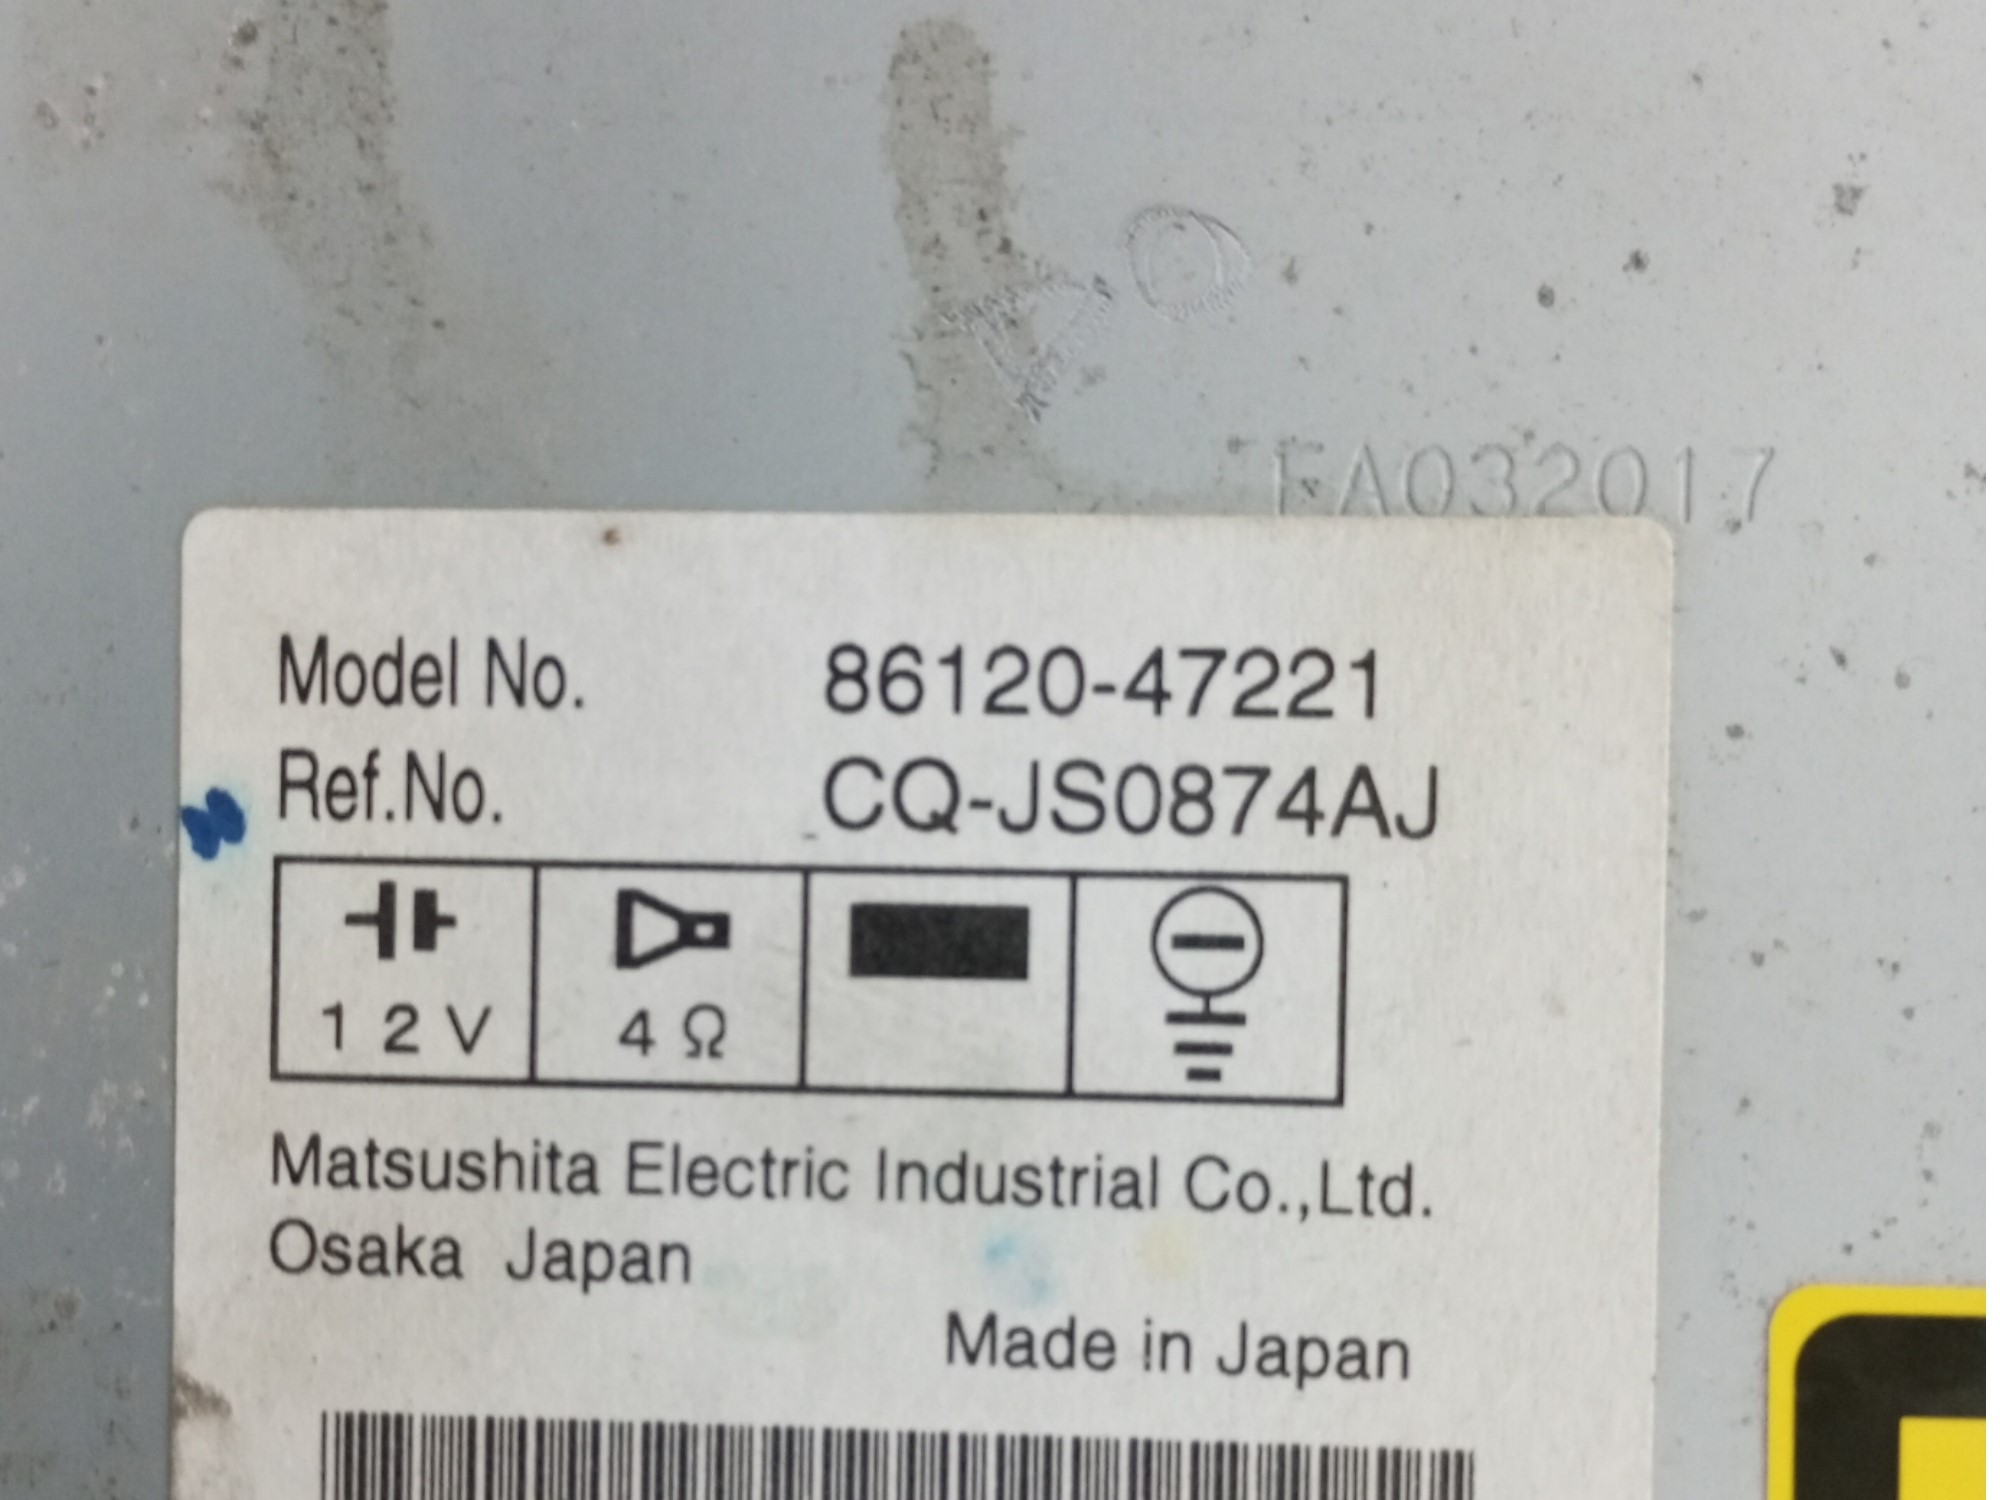 FA032017
Model No. 86120-47221
Ref.No. CQ-JS0874AJ
12V 4Ω
Matsushita Electric Industrial Co.,Ltd.
Osaka Japan
Made in Japan